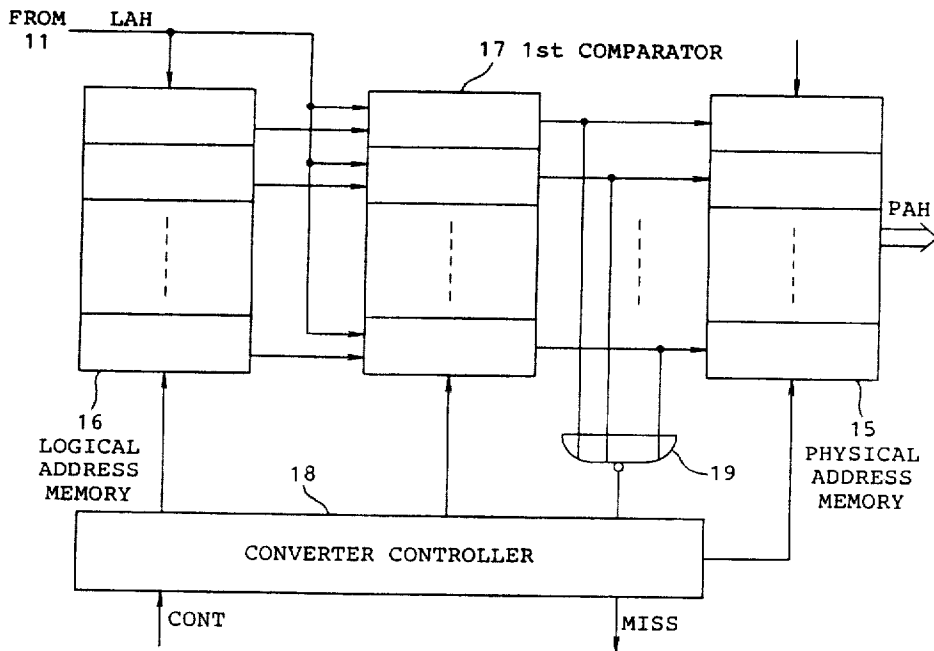 FROM
11
LAH
17 1st COMPARATOR
PAH
16
LOGICAL
ADDRESS
MEMORY
15
PHYSICAL
ADDRESS
MEMORY
19
18
CONVERTER CONTROLLER
CONT
MISS